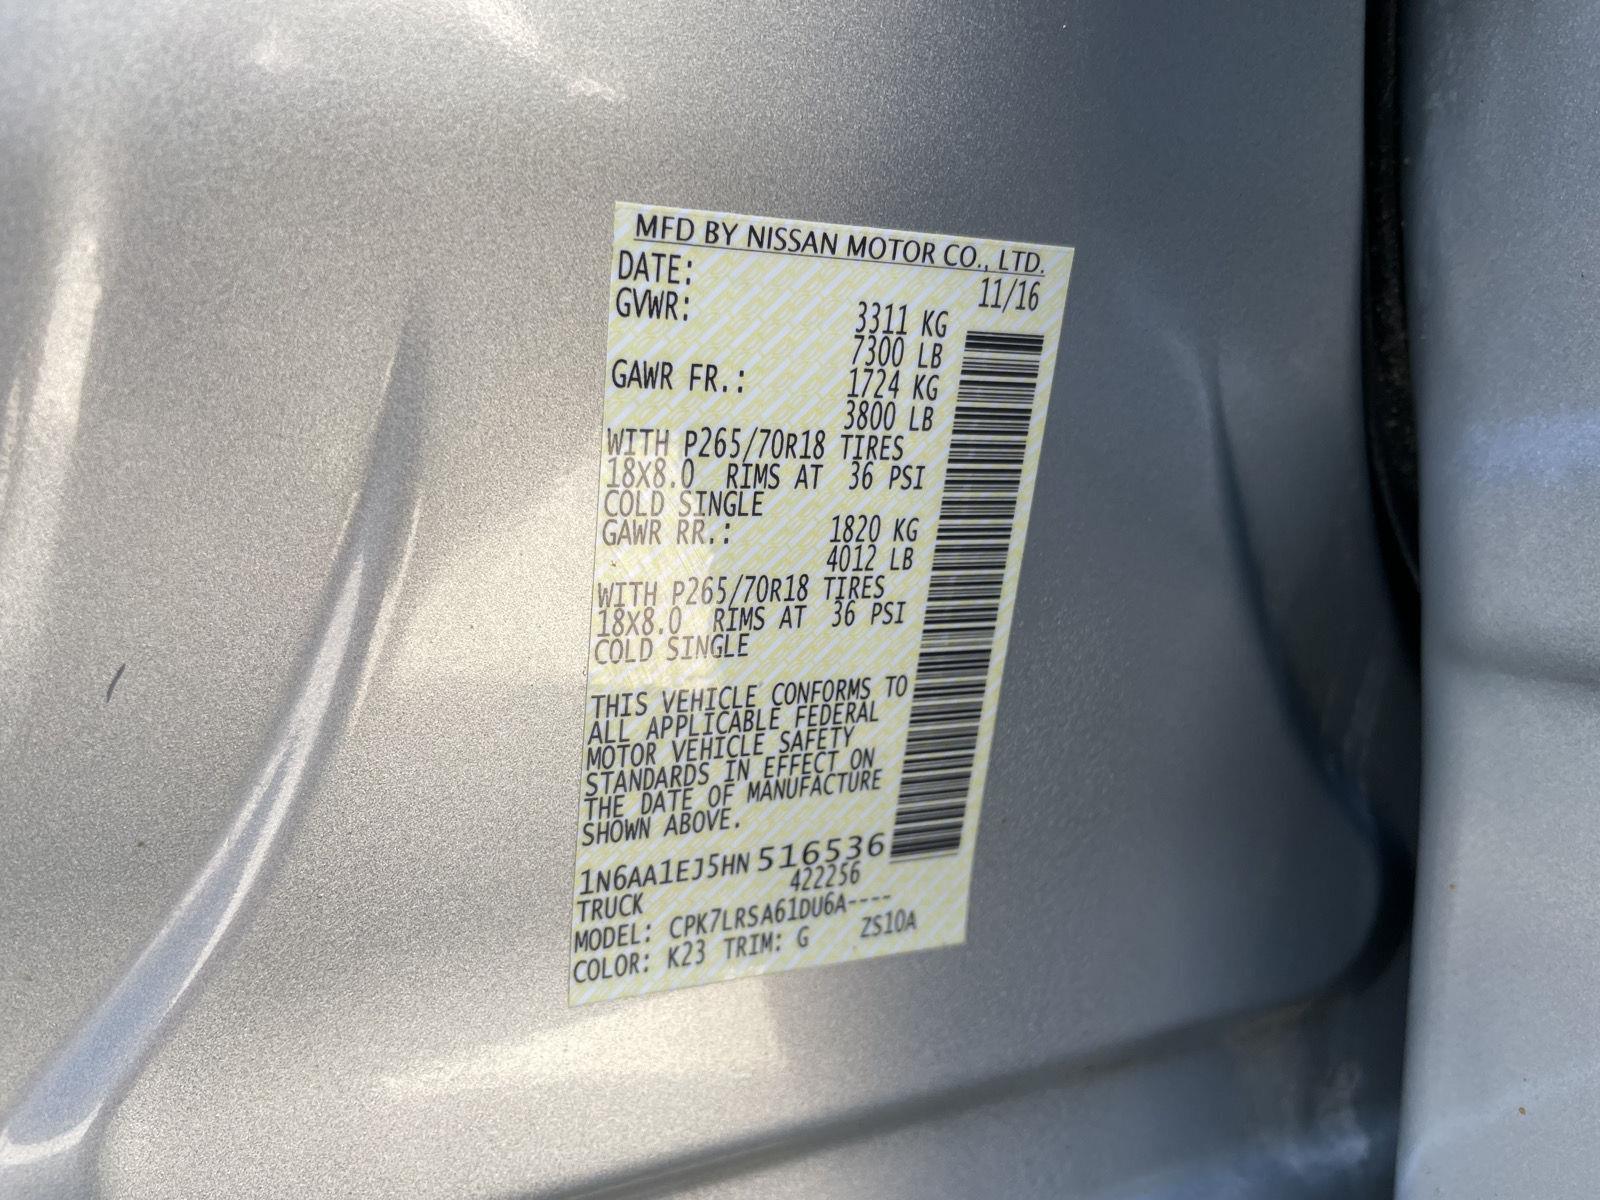 MFD BY NISSAN MOTOR CO., LTD.
DATE: 11/16
GVWR: 3311 KG
7300 LB
GAWR FR.: 1724 KG
3800 LB
WITH P265/70R18 TIRES
18X8.0 RIMS AT 36 PSI
COLD SINGLE
GAWR RR.: 1820 KG
4012 LB
WITH P265/70R18 TIRES
18X8.0 RIMS AT 36 PSI
COLD SINGLE
THIS VEHICLE CONFORMS TO
ALL APPLICABLE FEDERAL
MOTOR VEHICLE SAFETY
STANDARDS IN EFFECT ON
THE DATE OF MANUFACTURE
SHOWN ABOVE.
1N6AA1EJ5HN 516536
TRUCK 422256
MODEL: CPK7LRSA61DU6A----
COLOR: K23 TRIM: G ZS10A